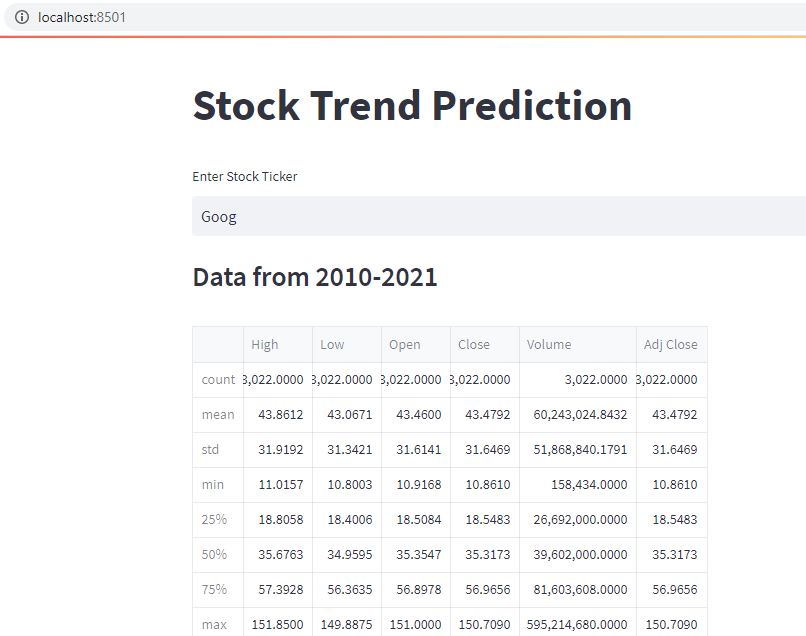 localhost:8501
Stock Trend Prediction
Enter Stock Ticker
Goog
Data from 2010-2021
High Low Open Close Volume Adj Close
count 3,022.0000 3,022.0000 3,022.0000 3,022.0000 3,022.0000 3,022.0000
mean 43.8612 43.0671 43.4600 43.4792 60,243,024.8432 43.4792
std 31.9192 31.3421 31.6141 31.6469 51,868,840.1791 31.6469
min 11.0157 10.8003 10.9168 10.8610 158,434.0000 10.8610
25% 18.8058 18.4006 18.5084 18.5483 26,692,000.0000 18.5483
50% 35.6763 34.9595 35.3547 35.3173 39,602,000.0000 35.3173
75% 57.3928 56.3635 56.8978 56.9656 81,603,608.0000 56.9656
max 151.8500 149.8875 151.0000 150.7090 595,214,680.0000 150.7090